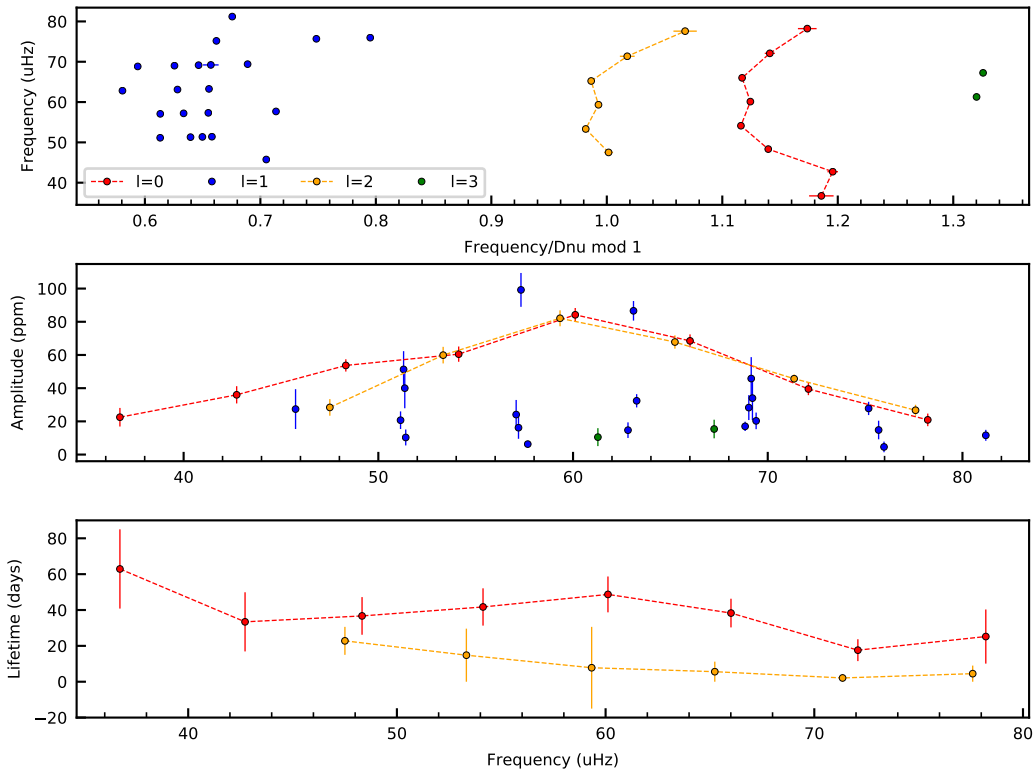 80
70
60
50
40
Frequency (uHz)
l=0 l=1 l=2 l=3
0.6 0.7 0.8 0.9 1.0 1.1 1.2 1.3
Frequency/Dnu mod 1
100
80
60
40
20
0
Amplitude (ppm)
40 50 60 70 80
80
60
40
20
0
−20
Lifetime (days)
40 50 60 70 80
Frequency (uHz)